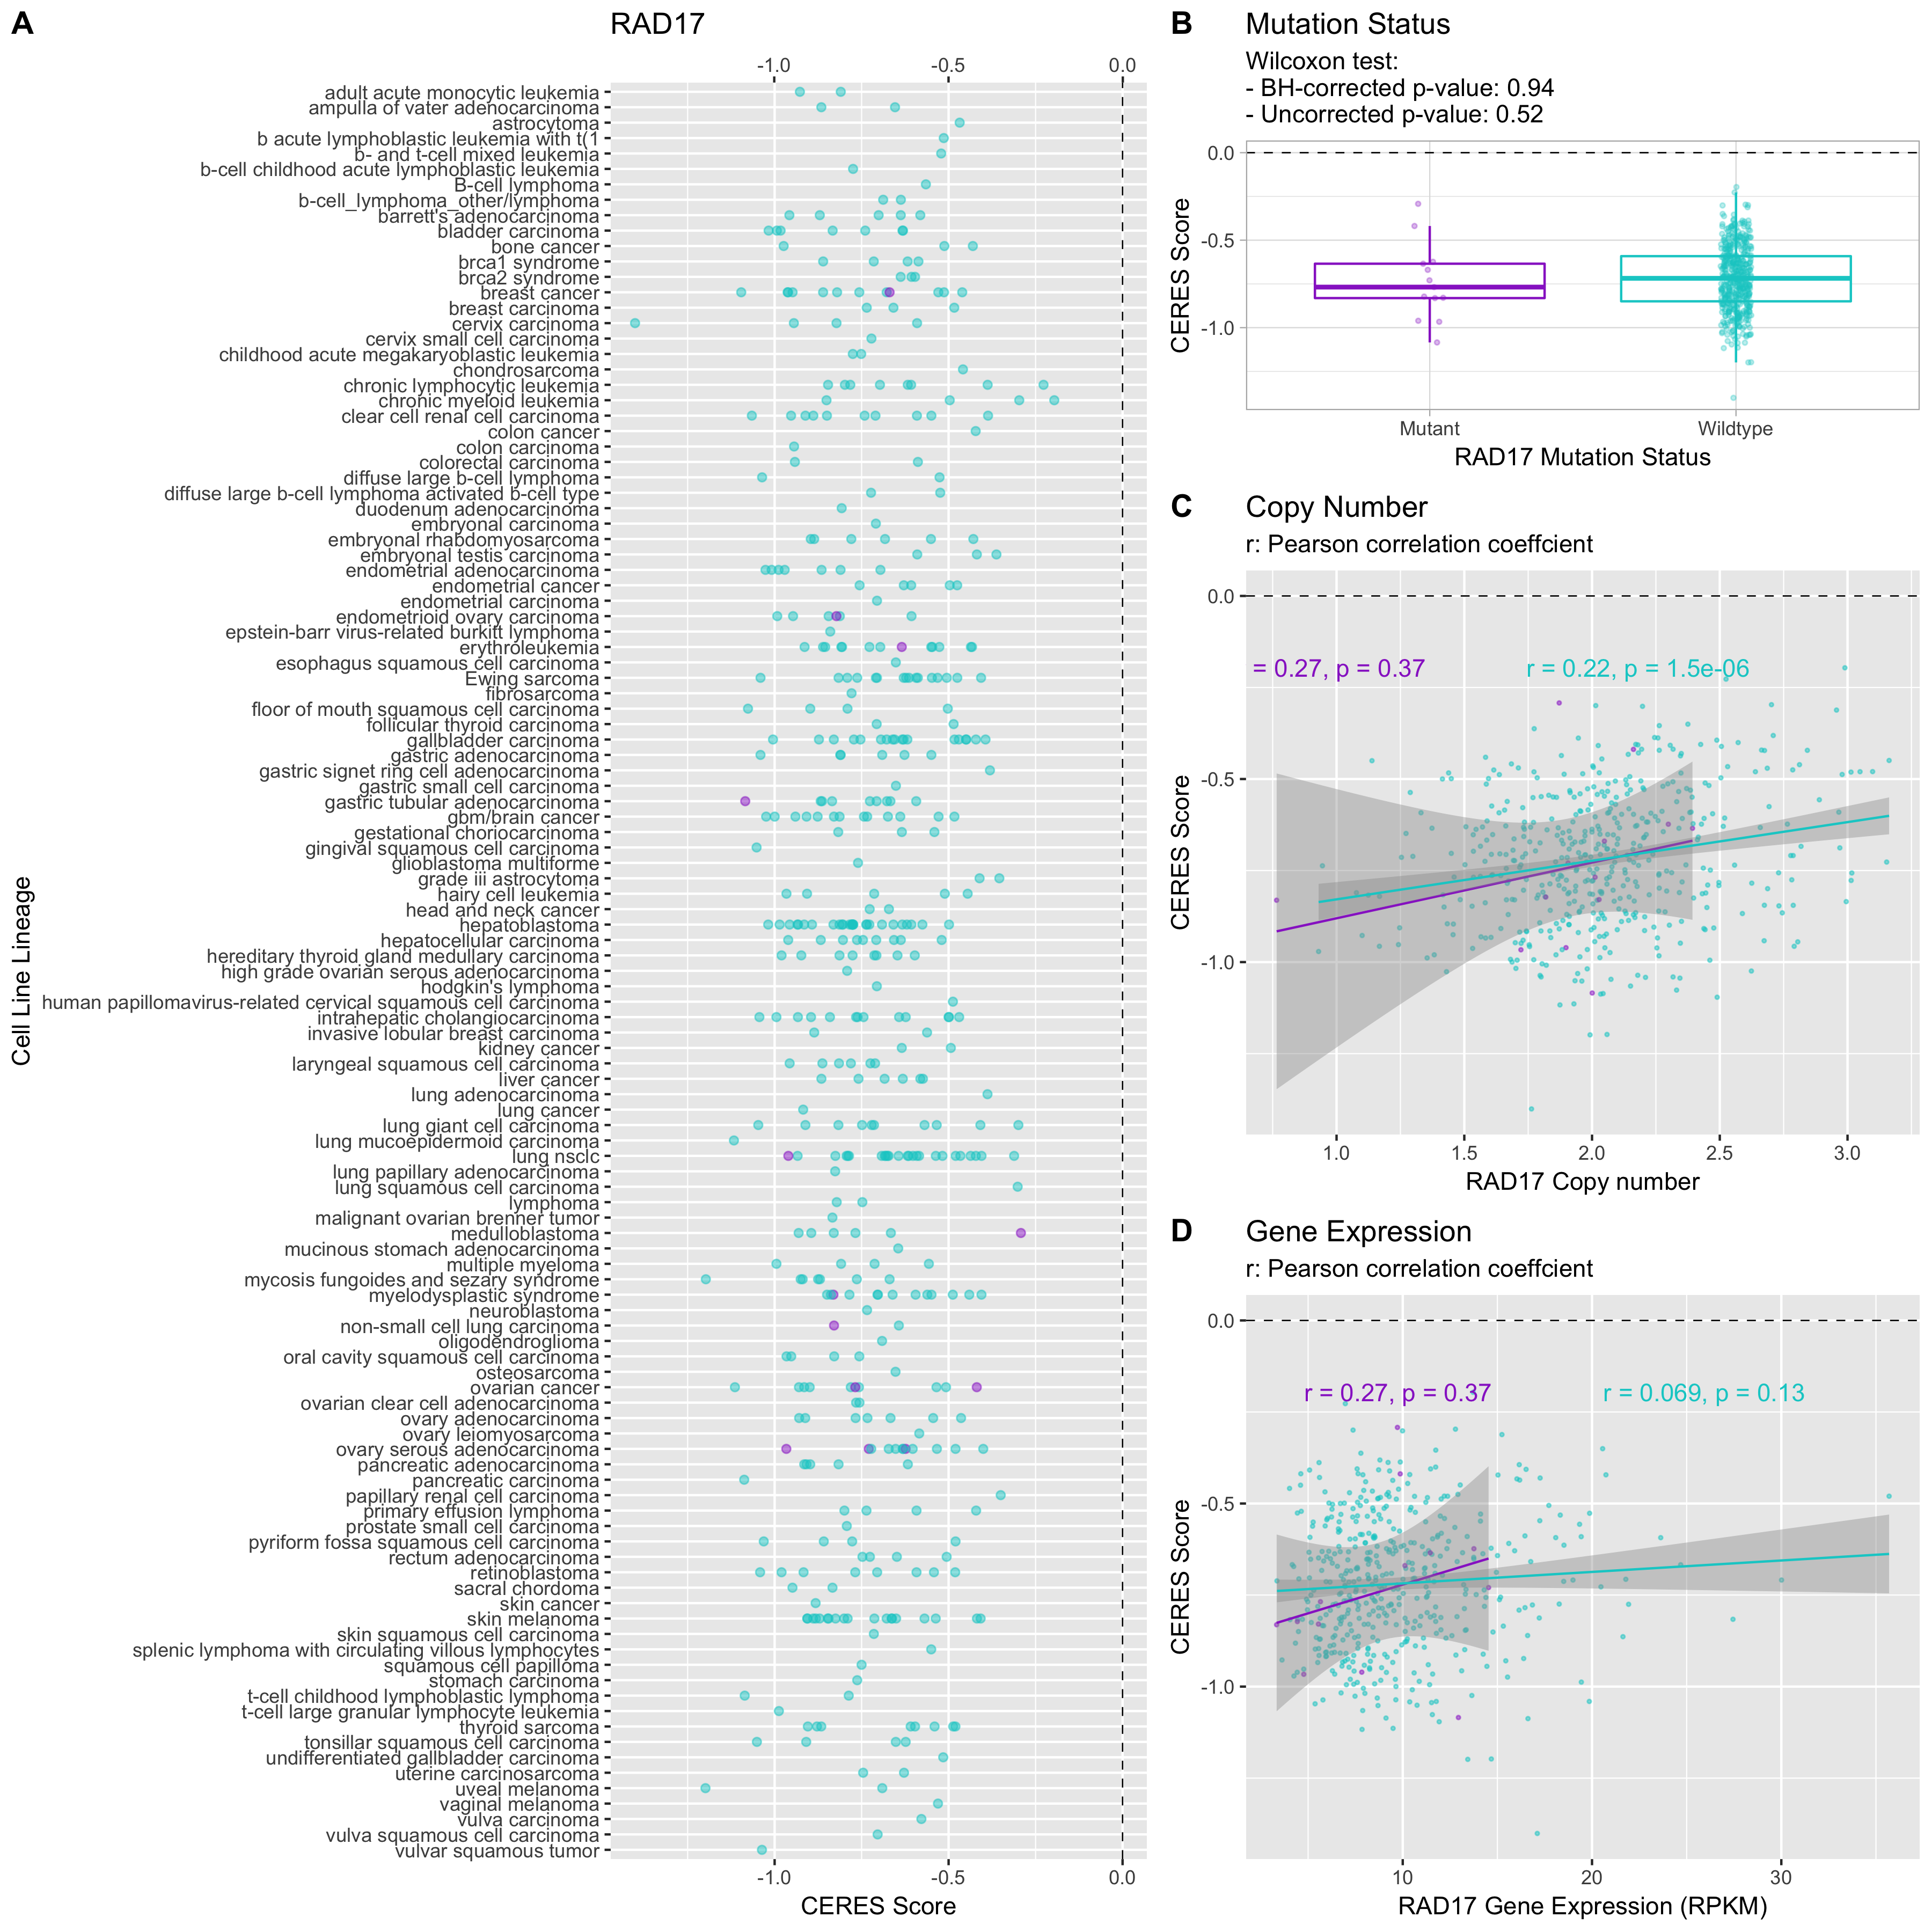 A
RAD17
-1.0 -0.5 0.0
Cell Line Lineage
adult acute monocytic leukemia
ampulla of vater adenocarcinoma
astrocytoma
b acute lymphoblastic leukemia with t(1
b- and t-cell mixed leukemia
b-cell childhood acute lymphoblastic leukemia
B-cell lymphoma
b-cell_lymphoma_other/lymphoma
barrett's adenocarcinoma
bladder carcinoma
bone cancer
brca1 syndrome
brca2 syndrome
breast cancer
breast carcinoma
cervix carcinoma
cervix small cell carcinoma
childhood acute megakaryoblastic leukemia
chondrosarcoma
chronic lymphocytic leukemia
chronic myeloid leukemia
clear cell renal cell carcinoma
colon cancer
colon carcinoma
colorectal carcinoma
diffuse large b-cell lymphoma
diffuse large b-cell lymphoma activated b-cell type
duodenum adenocarcinoma
embryonal carcinoma
embryonal rhabdomyosarcoma
embryonal testis carcinoma
endometrial adenocarcinoma
endometrial cancer
endometrial carcinoma
endometrioid ovary carcinoma
epstein-barr virus-related burkitt lymphoma
erythroleukemia
esophagus squamous cell carcinoma
Ewing sarcoma
fibrosarcoma
floor of mouth squamous cell carcinoma
follicular thyroid carcinoma
gallbladder carcinoma
gastric adenocarcinoma
gastric signet ring cell adenocarcinoma
gastric small cell carcinoma
gastric tubular adenocarcinoma
gbm/brain cancer
gestational choriocarcinoma
gingival squamous cell carcinoma
glioblastoma multiforme
grade iii astrocytoma
hairy cell leukemia
head and neck cancer
hepatoblastoma
hepatocellular carcinoma
hereditary thyroid gland medullary carcinoma
high grade ovarian serous adenocarcinoma
hodgkin's lymphoma
human papillomavirus-related cervical squamous cell carcinoma
intrahepatic cholangiocarcinoma
invasive lobular breast carcinoma
kidney cancer
laryngeal squamous cell carcinoma
liver cancer
lung adenocarcinoma
lung cancer
lung giant cell carcinoma
lung mucoepidermoid carcinoma
lung nsclc
lung papillary adenocarcinoma
lung squamous cell carcinoma
lymphoma
malignant ovarian brenner tumor
medulloblastoma
mucinous stomach adenocarcinoma
multiple myeloma
mycosis fungoides and sezary syndrome
myelodysplastic syndrome
neuroblastoma
non-small cell lung carcinoma
oligodendroglioma
oral cavity squamous cell carcinoma
osteosarcoma
ovarian cancer
ovarian clear cell adenocarcinoma
ovary adenocarcinoma
ovary leiomyosarcoma
ovary serous adenocarcinoma
pancreatic adenocarcinoma
pancreatic carcinoma
papillary renal cell carcinoma
primary effusion lymphoma
prostate small cell carcinoma
pyriform fossa squamous cell carcinoma
rectum adenocarcinoma
retinoblastoma
sacral chordoma
skin cancer
skin melanoma
skin squamous cell carcinoma
splenic lymphoma with circulating villous lymphocytes
squamous cell papilloma
stomach carcinoma
t-cell childhood lymphoblastic lymphoma
t-cell large granular lymphocyte leukemia
thyroid sarcoma
tonsillar squamous cell carcinoma
undifferentiated gallbladder carcinoma
uterine carcinosarcoma
uveal melanoma
vaginal melanoma
vulva carcinoma
vulva squamous cell carcinoma
vulvar squamous tumor
-1.0 -0.5 0.0
CERES Score
B
Mutation Status
Wilcoxon test:
- BH-corrected p-value: 0.94
- Uncorrected p-value: 0.52
CERES Score
0.0
-0.5
-1.0
Mutant Wildtype
RAD17 Mutation Status
C
Copy Number
r: Pearson correlation coeffcient
CERES Score
0.0
-0.5
-1.0
= 0.27, p = 0.37
r = 0.22, p = 1.5e-06
1.0 1.5 2.0 2.5 3.0
RAD17 Copy number
D
Gene Expression
r: Pearson correlation coeffcient
CERES Score
0.0
-0.5
-1.0
r = 0.27, p = 0.37
r = 0.069, p = 0.13
10 20 30
RAD17 Gene Expression (RPKM)